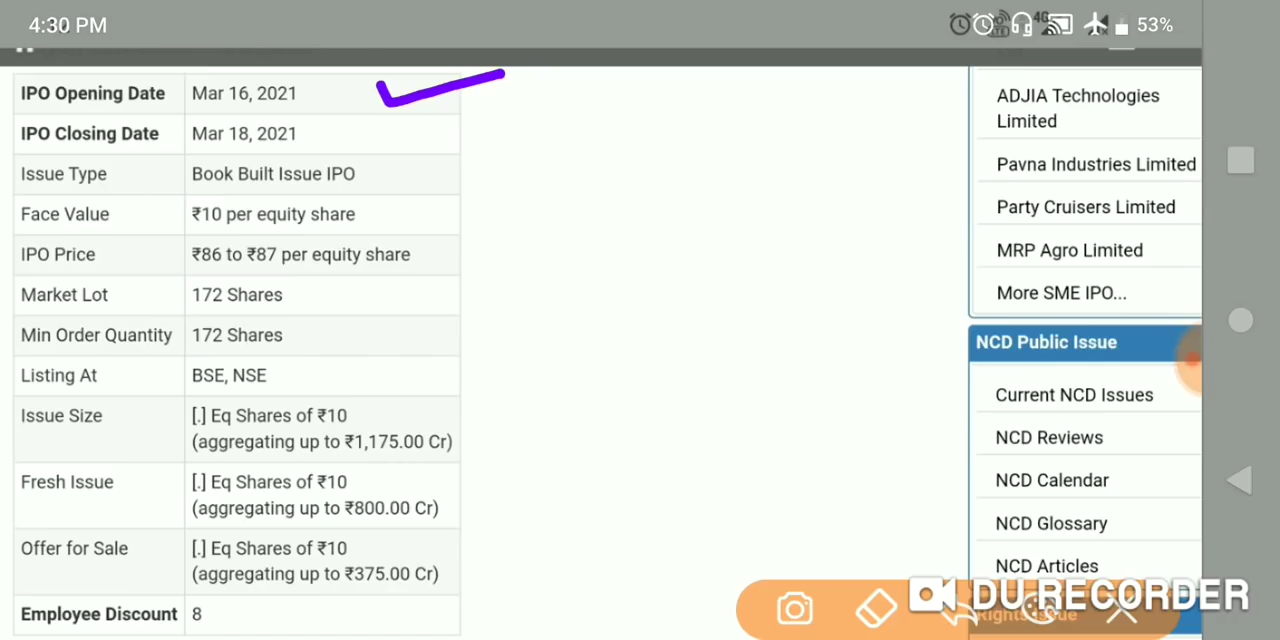 4:30 PM
4G
53%
IPO Opening Date Mar 16, 2021
IPO Closing Date Mar 18, 2021
Issue Type Book Built Issue IPO
Face Value ₹10 per equity share
IPO Price ₹86 to ₹87 per equity share
Market Lot 172 Shares
Min Order Quantity 172 Shares
Listing At BSE, NSE
Issue Size [.] Eq Shares of ₹10
(aggregating up to ₹1,175.00 Cr)
Fresh Issue [.] Eq Shares of ₹10
(aggregating up to ₹800.00 Cr)
Offer for Sale [.] Eq Shares of ₹10
(aggregating up to ₹375.00 Cr)
Employee Discount 8
ADJIA Technologies
Limited
Pavna Industries Limited
Party Cruisers Limited
MRP Agro Limited
More SME IPO...
NCD Public Issue
Current NCD Issues
NCD Reviews
NCD Calendar
NCD Glossary
NCD Articles
Rights Issue
DU RECORDER